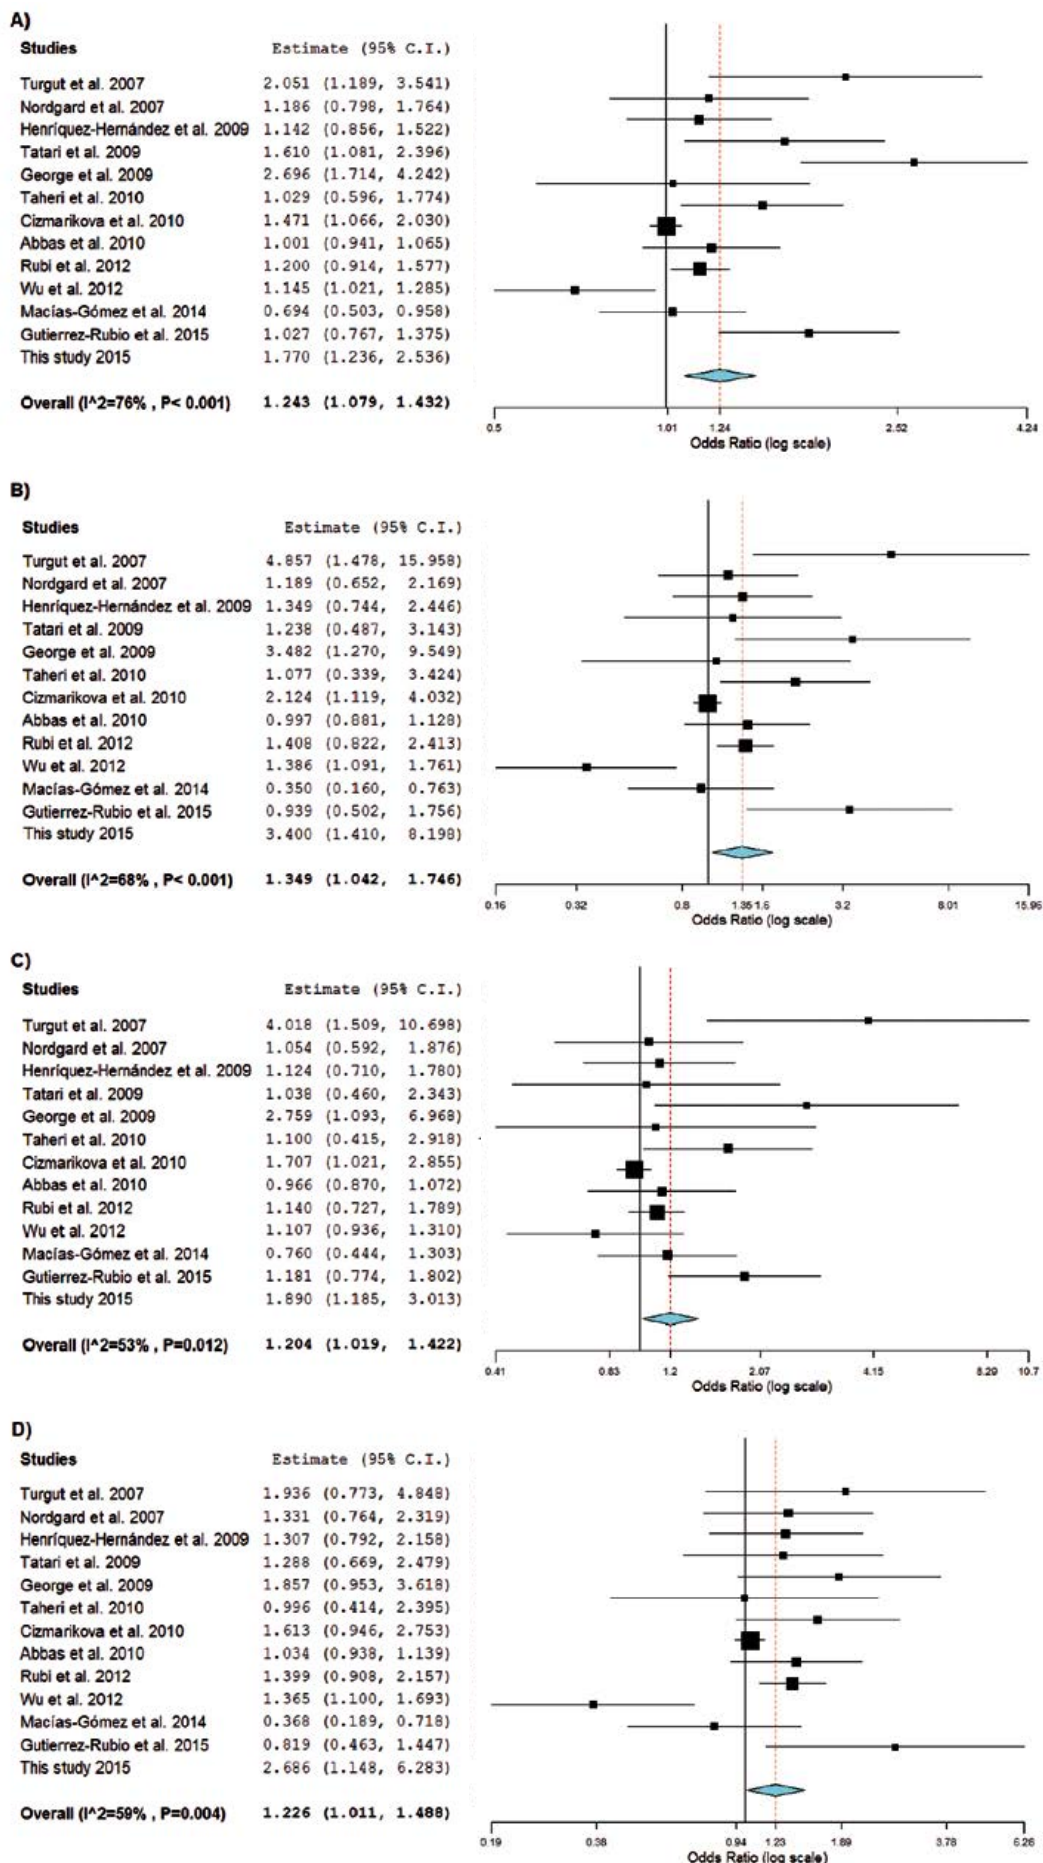 A)
Studies Estimate (95% C.I.)
Turgut et al. 2007 2.051 (1.189, 3.541)
Nordgard et al. 2007 1.186 (0.798, 1.764)
Henríquez-Hernández et al. 2009 1.142 (0.856, 1.522)
Tatari et al. 2009 1.610 (1.081, 2.396)
George et al. 2009 2.696 (1.714, 4.242)
Taheri et al. 2010 1.029 (0.596, 1.774)
Cizmarikova et al. 2010 1.471 (1.066, 2.030)
Abbas et al. 2010 1.001 (0.941, 1.065)
Rubi et al. 2012 1.200 (0.914, 1.577)
Wu et al. 2012 1.145 (1.021, 1.285)
Macías-Gómez et al. 2014 0.694 (0.503, 0.958)
Gutierrez-Rubio et al. 2015 1.027 (0.767, 1.375)
This study 2015 1.770 (1.236, 2.536)
Overall (I^2=76% , P< 0.001) 1.243 (1.079, 1.432)
0.5 1.01 1.24 2.52 4.24
Odds Ratio (log scale)
B)
Studies Estimate (95% C.I.)
Turgut et al. 2007 4.857 (1.478, 15.958)
Nordgard et al. 2007 1.189 (0.652, 2.169)
Henríquez-Hernández et al. 2009 1.349 (0.744, 2.446)
Tatari et al. 2009 1.238 (0.487, 3.143)
George et al. 2009 3.482 (1.270, 9.549)
Taheri et al. 2010 1.077 (0.339, 3.424)
Cizmarikova et al. 2010 2.124 (1.119, 4.032)
Abbas et al. 2010 0.997 (0.881, 1.128)
Rubi et al. 2012 1.408 (0.822, 2.413)
Wu et al. 2012 1.386 (1.091, 1.761)
Macías-Gómez et al. 2014 0.350 (0.160, 0.763)
Gutierrez-Rubio et al. 2015 0.939 (0.502, 1.756)
This study 2015 3.400 (1.410, 8.198)
Overall (I^2=68% , P< 0.001) 1.349 (1.042, 1.746)
0.16 0.32 0.8 1.35 1.6 3.2 8.01 15.96
Odds Ratio (log scale)
C)
Studies Estimate (95% C.I.)
Turgut et al. 2007 4.018 (1.509, 10.698)
Nordgard et al. 2007 1.054 (0.592, 1.876)
Henríquez-Hernández et al. 2009 1.124 (0.710, 1.780)
Tatari et al. 2009 1.038 (0.460, 2.343)
George et al. 2009 2.759 (1.093, 6.968)
Taheri et al. 2010 1.100 (0.415, 2.918)
Cizmarikova et al. 2010 1.707 (1.021, 2.855)
Abbas et al. 2010 0.966 (0.870, 1.072)
Rubi et al. 2012 1.140 (0.727, 1.789)
Wu et al. 2012 1.107 (0.936, 1.310)
Macías-Gómez et al. 2014 0.760 (0.444, 1.303)
Gutierrez-Rubio et al. 2015 1.181 (0.774, 1.802)
This study 2015 1.890 (1.185, 3.013)
Overall (I^2=53% , P=0.012) 1.204 (1.019, 1.422)
0.41 0.83 1.2 2.07 4.15 8.29 10.7
Odds Ratio (log scale)
D)
Studies Estimate (95% C.I.)
Turgut et al. 2007 1.936 (0.773, 4.848)
Nordgard et al. 2007 1.331 (0.764, 2.319)
Henríquez-Hernández et al. 2009 1.307 (0.792, 2.158)
Tatari et al. 2009 1.288 (0.669, 2.479)
George et al. 2009 1.857 (0.953, 3.618)
Taheri et al. 2010 0.996 (0.414, 2.395)
Cizmarikova et al. 2010 1.613 (0.946, 2.753)
Abbas et al. 2010 1.034 (0.938, 1.139)
Rubi et al. 2012 1.399 (0.908, 2.157)
Wu et al. 2012 1.365 (1.100, 1.693)
Macías-Gómez et al. 2014 0.368 (0.189, 0.718)
Gutierrez-Rubio et al. 2015 0.819 (0.463, 1.447)
This study 2015 2.686 (1.148, 6.283)
Overall (I^2=59% , P=0.004) 1.226 (1.011, 1.488)
0.19 0.38 0.94 1.23 1.89 3.78 6.28
Odds Ratio (log scale)